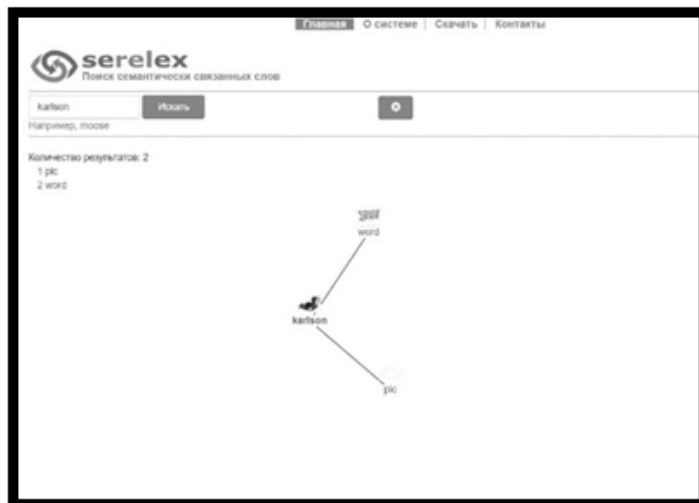 Главная О системе | Скачать | Контакты
serelex
Поиск семантически связанных слов
karlson Искать
Например, moose
Количество результатов: 2
1 pic
2 word
word
karlson
pic